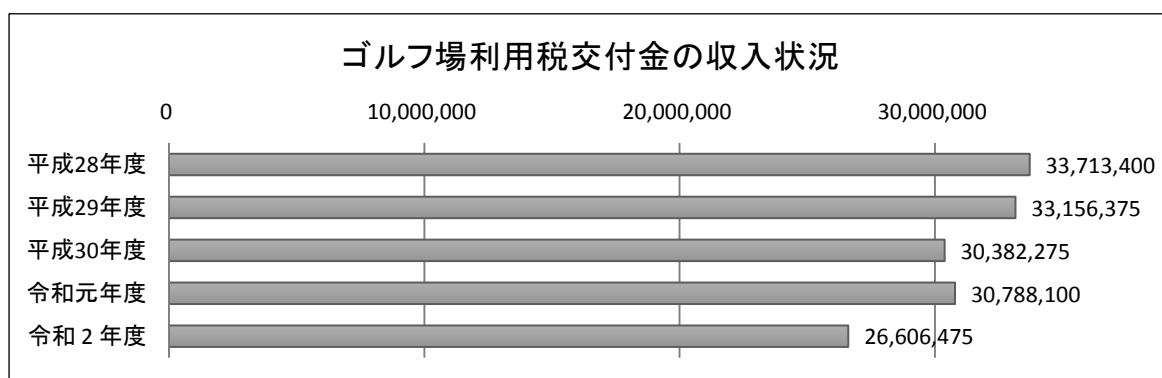 ゴルフ場利用税交付金の収入状況
0 10,000,000 20,000,000 30,000,000
平成28年度 33,713,400
平成29年度 33,156,375
平成30年度 30,382,275
令和元年度 30,788,100
令和２年度 26,606,475